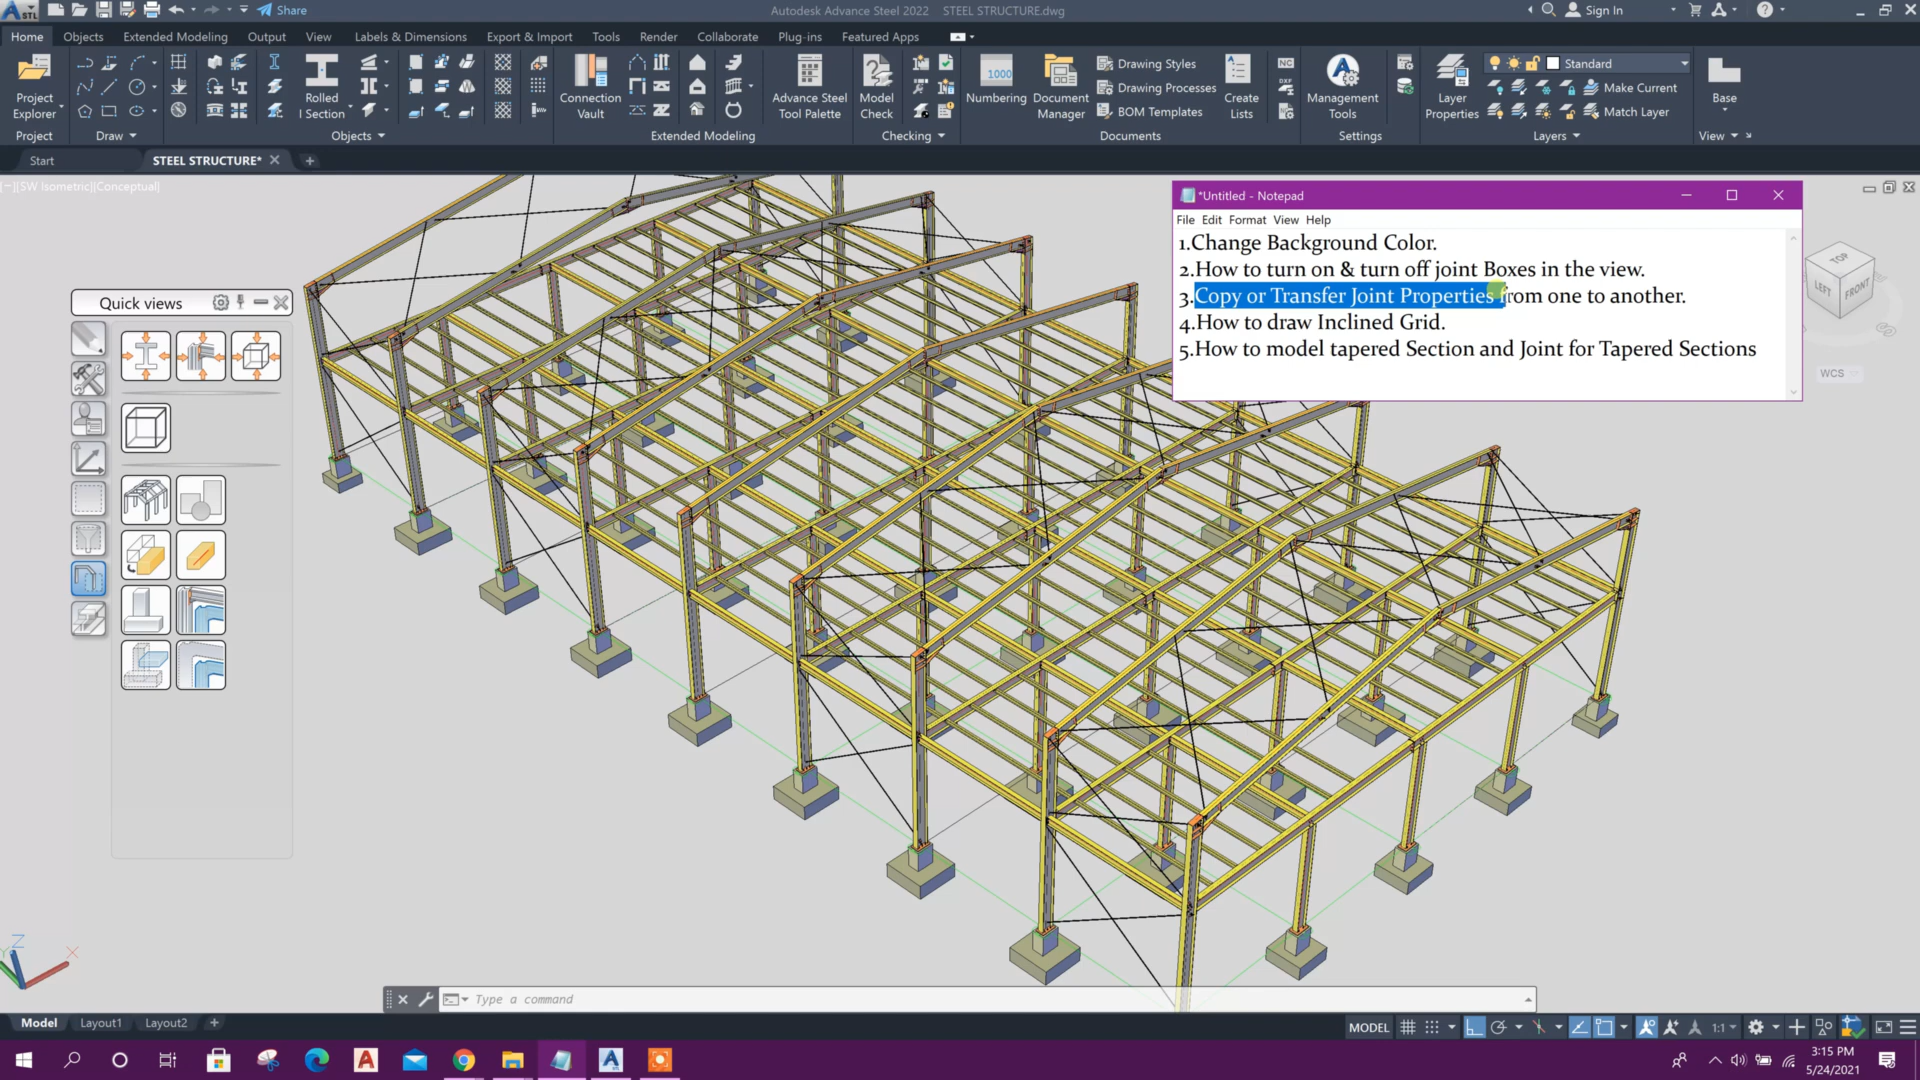 STL
Share
Autodesk Advance Steel 2022 STEEL STRUCTURE.dwg
Sign In
Home Objects Extended Modeling Output View Labels & Dimensions Export & Import Tools Render Collaborate Plug-ins Featured Apps
Project Explorer
Rolled I Section
Connection Vault
Advance Steel Tool Palette
Model Check
1000
Numbering
Document Manager
Drawing Styles
Drawing Processes
BOM Templates
Create Lists
NC
DXF
Management Tools
Layer Properties
Standard
Make Current
Match Layer
Base
Project Draw Objects Extended Modeling Checking Documents Settings Layers View
Start STEEL STRUCTURE*
[−][SW Isometric][Conceptual]
Quick views
*Untitled - Notepad
File Edit Format View Help
1.Change Background Color.
2.How to turn on & turn off joint Boxes in the view.
3.Copy or Transfer Joint Properties from one to another.
4.How to draw Inclined Grid.
5.How to model tapered Section and Joint for Tapered Sections
TOP
LEFT
FRONT
WCS
Z
X
Type a command
Model Layout1 Layout2
MODEL
1:1
3:15 PM
5/24/2021